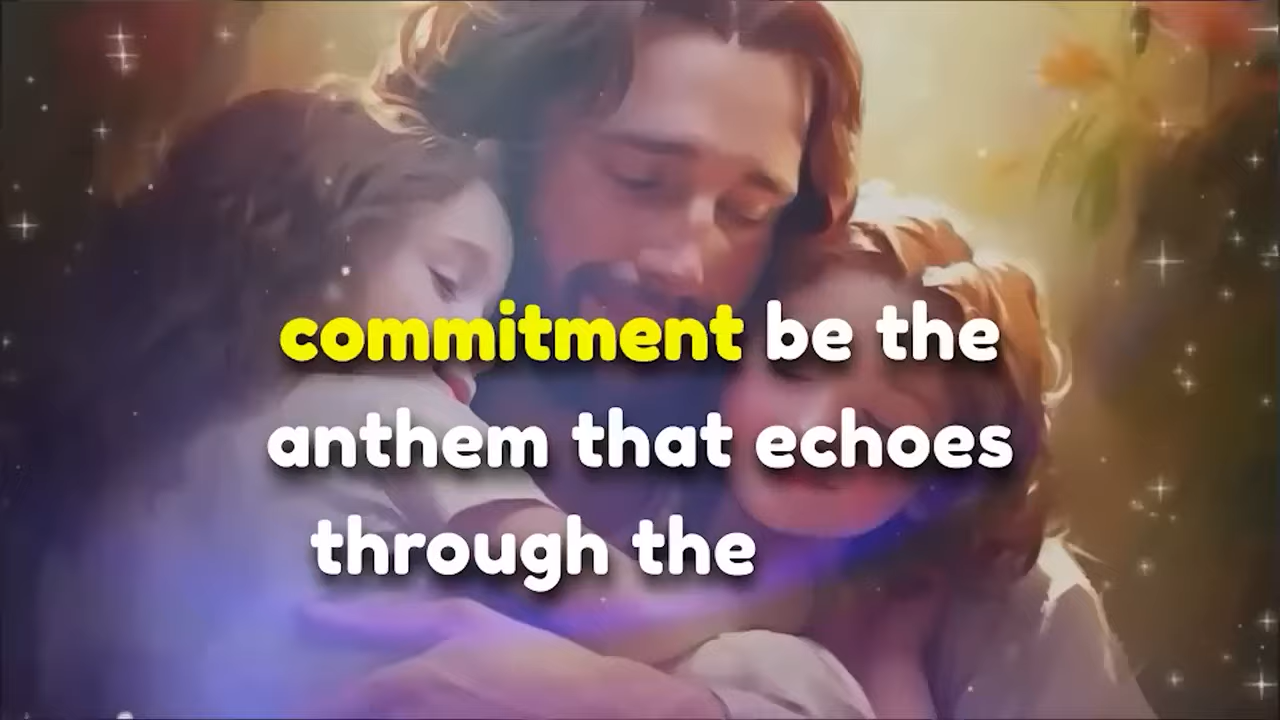 commitment be the
anthem that echoes
through the